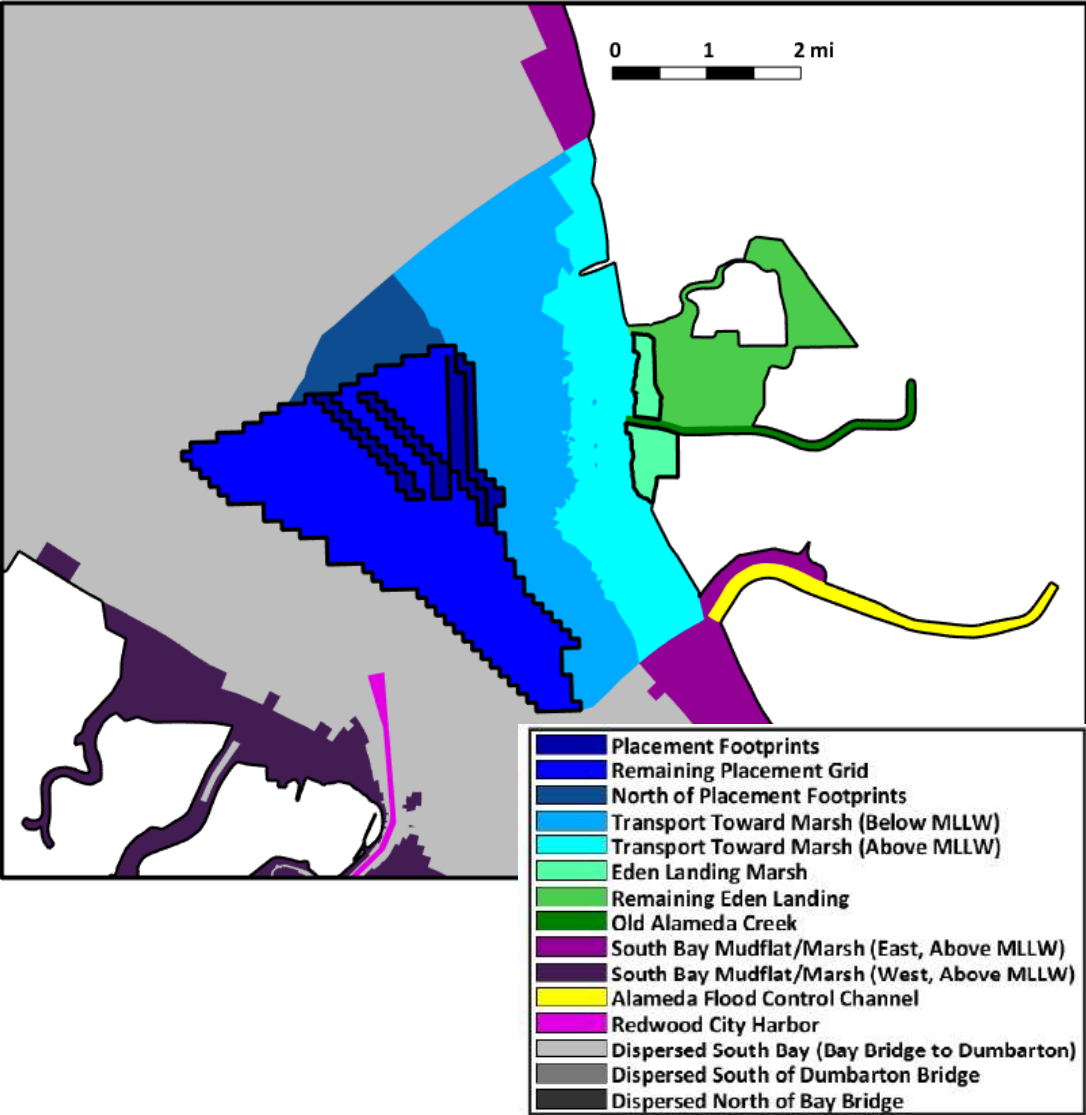 0 1 2 mi
Placement Footprints
Remaining Placement Grid
North of Placement Footprints
Transport Toward Marsh (Below MLLW)
Transport Toward Marsh (Above MLLW)
Eden Landing Marsh
Remaining Eden Landing
Old Alameda Creek
South Bay Mudflat/Marsh (East, Above MLLW)
South Bay Mudflat/Marsh (West, Above MLLW)
Alameda Flood Control Channel
Redwood City Harbor
Dispersed South Bay (Bay Bridge to Dumbarton)
Dispersed South of Dumbarton Bridge
Dispersed North of Bay Bridge